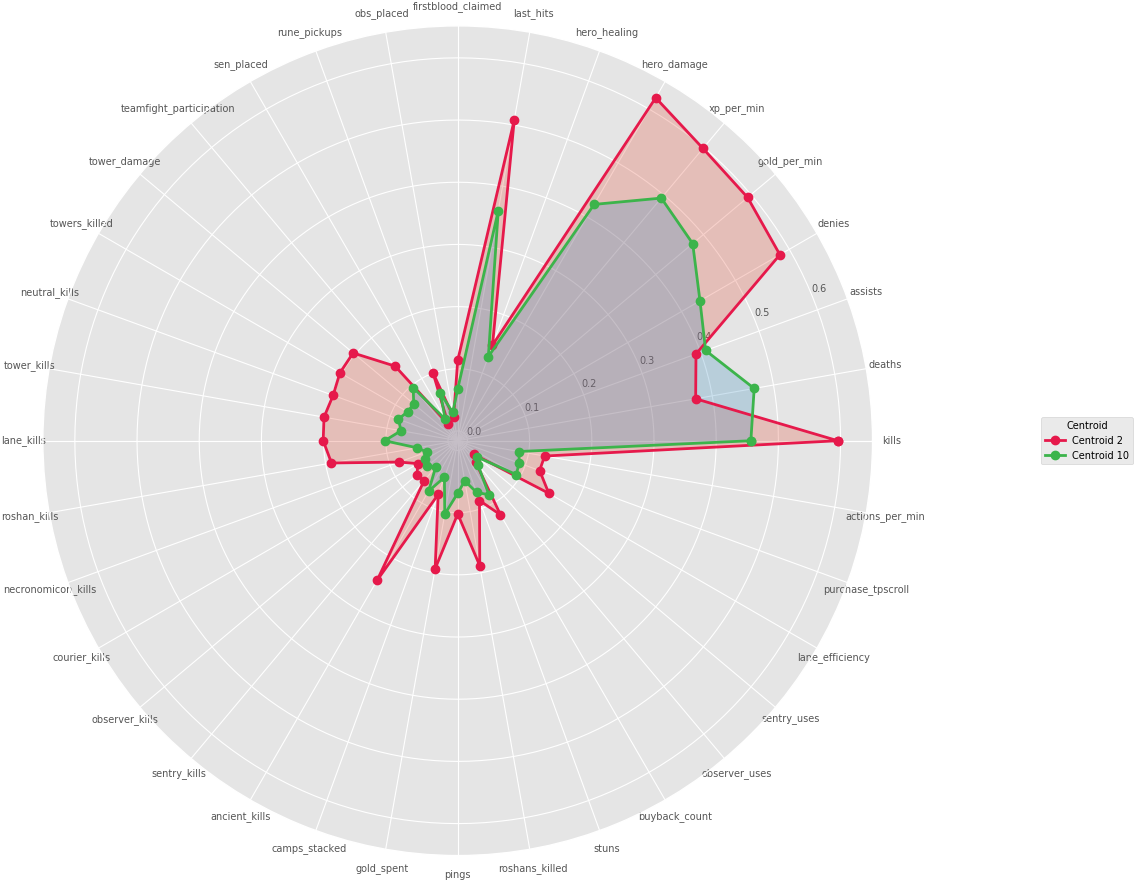 firstblood_claimed
obs_placed
last_hits
rune_pickups
hero_healing
sen_placed
hero_damage
teamfight_participation
xp_per_min
tower_damage
gold_per_min
towers_killed
denies
neutral_kills
assists
0.6
0.5
0.4
tower_kills
0.3
deaths
0.2
0.1
Centroid
lane_kills
0.0
kills
Centroid 2
Centroid 10
roshan_kills
actions_per_min
necronomicon_kills
purchase_tpscroll
courier_kills
lane_efficiency
observer_kills
sentry_uses
sentry_kills
observer_uses
ancient_kills
buyback_count
camps_stacked
stuns
gold_spent
roshans_killed
pings